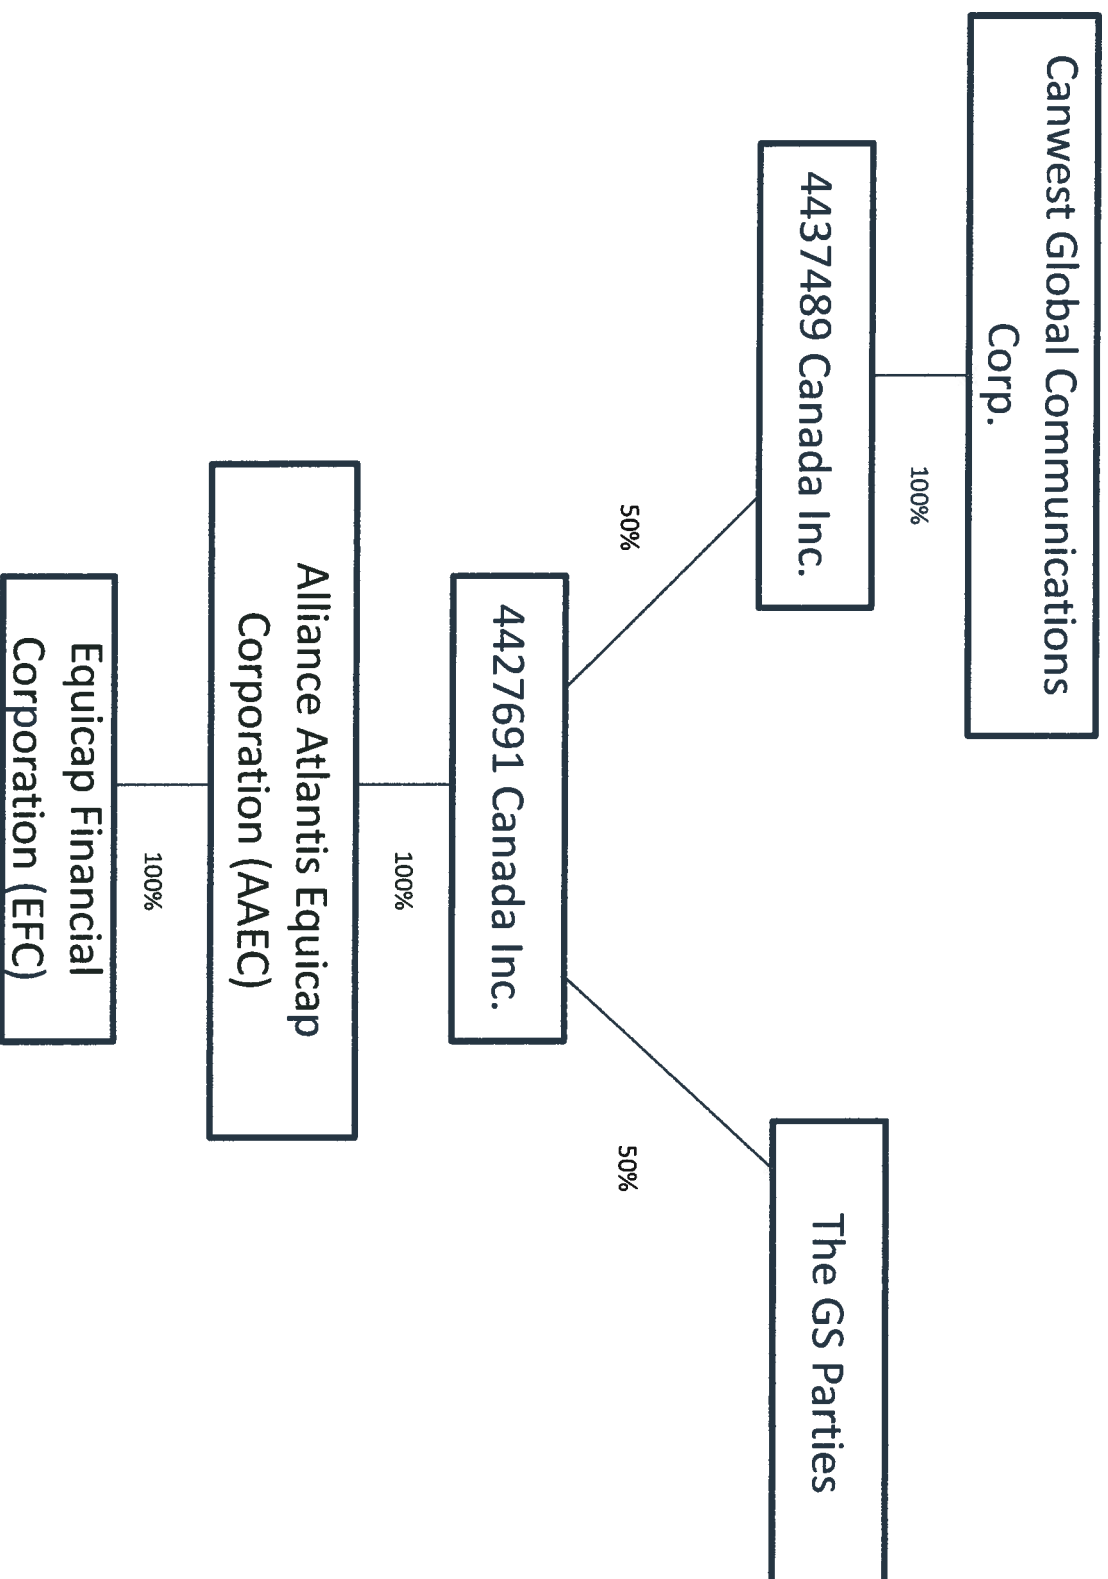 Canwest Global Communications
Corp.
100%
4437489 Canada Inc.
The GS Parties
50%
50%
4427691 Canada Inc.
100%
Alliance Atlantis Equicap
Corporation (AAEC)
100%
Equicap Financial
Corporation (EFC)